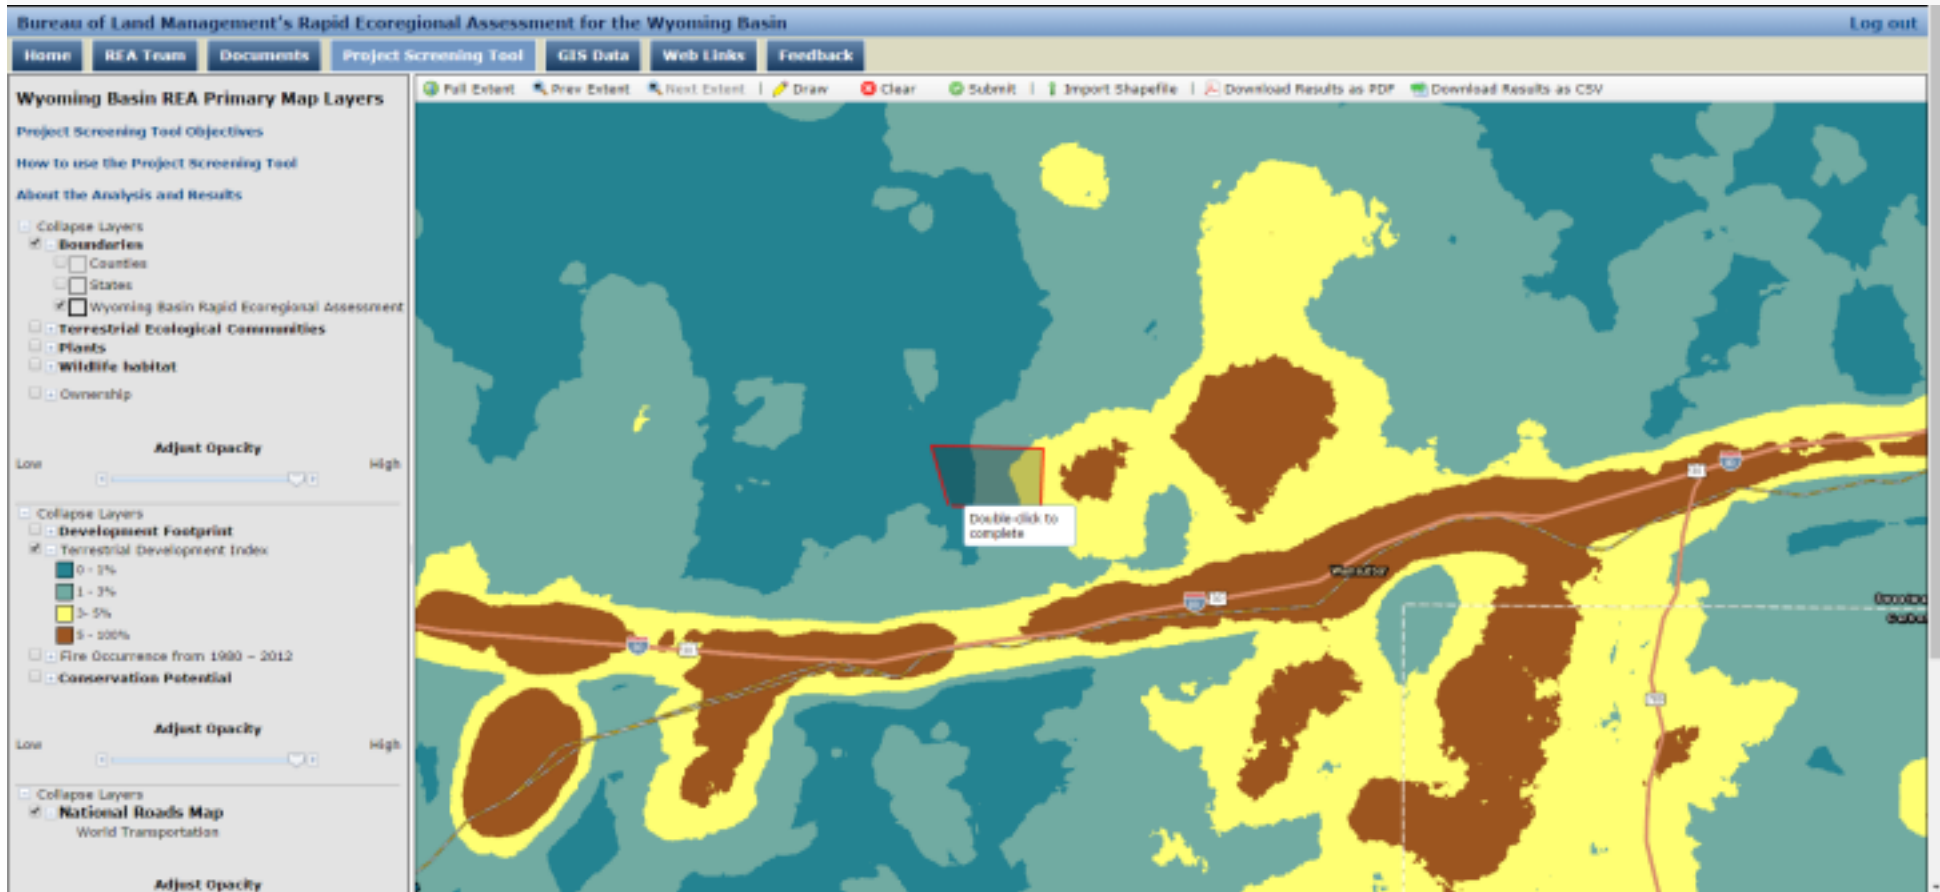 Bureau of Land Management's Rapid Ecoregional Assessment for the Wyoming Basin
Log out
Home
REA Team
Documents
Project Screening Tool
GIS Data
Web Links
Feedback
Full Extent
Prev Extent
Next Extent
Draw
Clear
Submit
Import Shapefile
Download Results as PDF
Download Results as CSV
Wyoming Basin REA Primary Map Layers
Project Screening Tool Objectives
How to use the Project Screening Tool
About the Analysis and Results
Collapse Layers
Boundaries
Counties
States
Wyoming Basin Rapid Ecoregional Assessment
Terrestrial Ecological Communities
Plants
Wildlife habitat
Ownership
Adjust Opacity
Low
High
Collapse Layers
Development Footprint
Terrestrial Development Index
0 - 1%
1 - 3%
3- 5%
5 - 100%
Fire Occurrence from 1980 - 2012
Conservation Potential
Adjust Opacity
Low
High
Collapse Layers
National Roads Map
World Transportation
Adjust Opacity
Double-click to
complete
Wamsutter